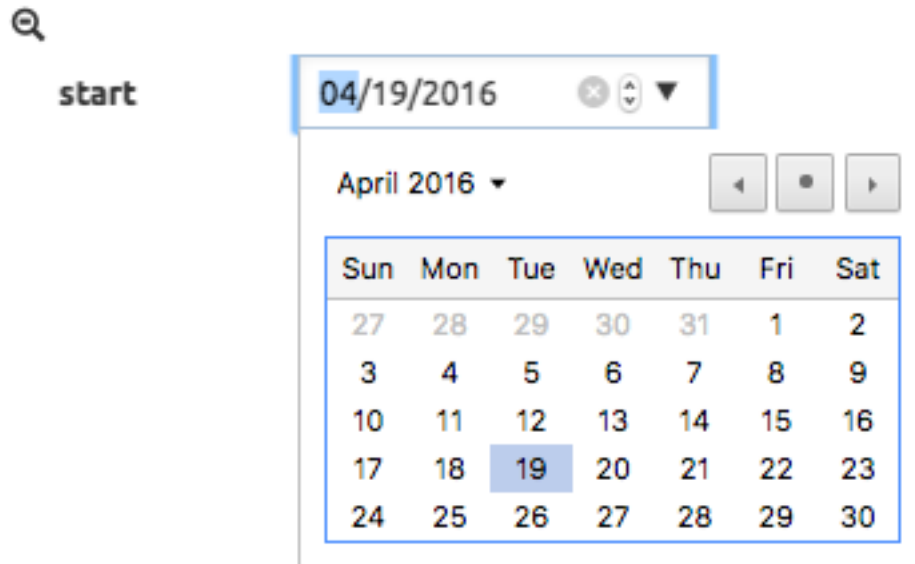 start 04/19/2016
April 2016
Sun Mon Tue Wed Thu Fri Sat
27 28 29 30 31 1 2
3 4 5 6 7 8 9
10 11 12 13 14 15 16
17 18 19 20 21 22 23
24 25 26 27 28 29 30